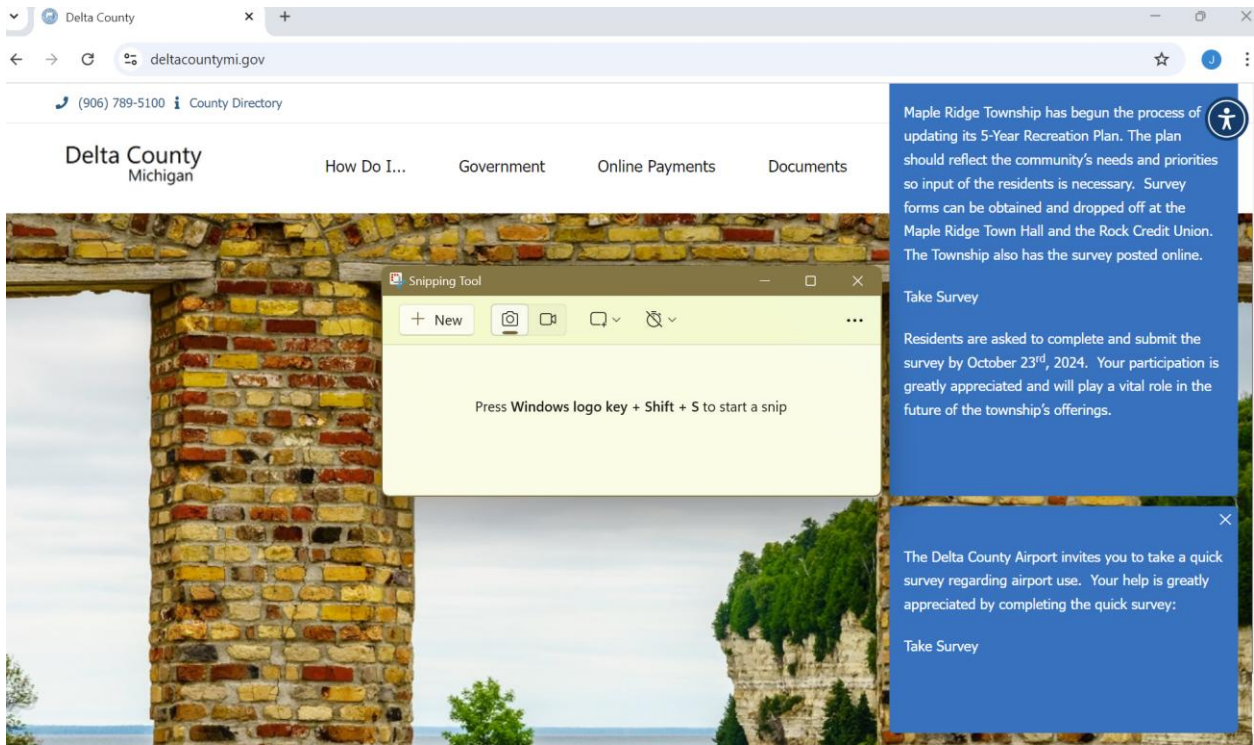 Delta County
deltacountymi.gov
J
(906) 789-5100 i County Directory
Delta County
Michigan
How Do I...
Government
Online Payments
Documents
Maple Ridge Township has begun the process of
updating its 5-Year Recreation Plan. The plan
should reflect the community's needs and priorities
so input of the residents is necessary. Survey
forms can be obtained and dropped off at the
Maple Ridge Town Hall and the Rock Credit Union.
The Township also has the survey posted online.
Take Survey
Residents are asked to complete and submit the
survey by October 23rd, 2024. Your participation is
greatly appreciated and will play a vital role in the
future of the township's offerings.
Snipping Tool
New
Press Windows logo key + Shift + S to start a snip
The Delta County Airport invites you to take a quick
survey regarding airport use. Your help is greatly
appreciated by completing the quick survey:
Take Survey